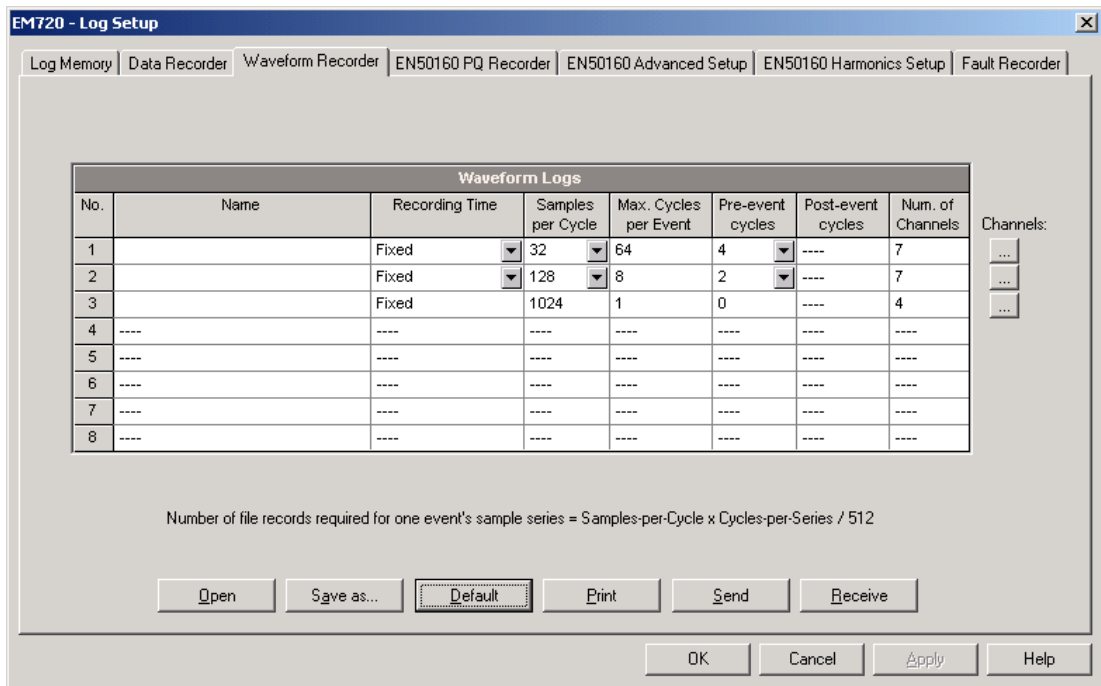 EM720 - Log Setup
Log Memory Data Recorder Waveform Recorder EN50160 PQ Recorder EN50160 Advanced Setup EN50160 Harmonics Setup Fault Recorder
Waveform Logs
No. Name Recording Time Samples per Cycle Max. Cycles per Event Pre-event cycles Post-event cycles Num. of Channels Channels:
1 Fixed 32 64 4 ---- 7 ...
2 Fixed 128 8 2 ---- 7 ...
3 Fixed 1024 1 0 ---- 4 ...
4 ---- ---- ---- ---- ---- ---- ----
5 ---- ---- ---- ---- ---- ---- ----
6 ---- ---- ---- ---- ---- ---- ----
7 ---- ---- ---- ---- ---- ---- ----
8 ---- ---- ---- ---- ---- ---- ----
Number of file records required for one event's sample series = Samples-per-Cycle x Cycles-per-Series / 512
Open Save as... Default Print Send Receive
OK Cancel Apply Help